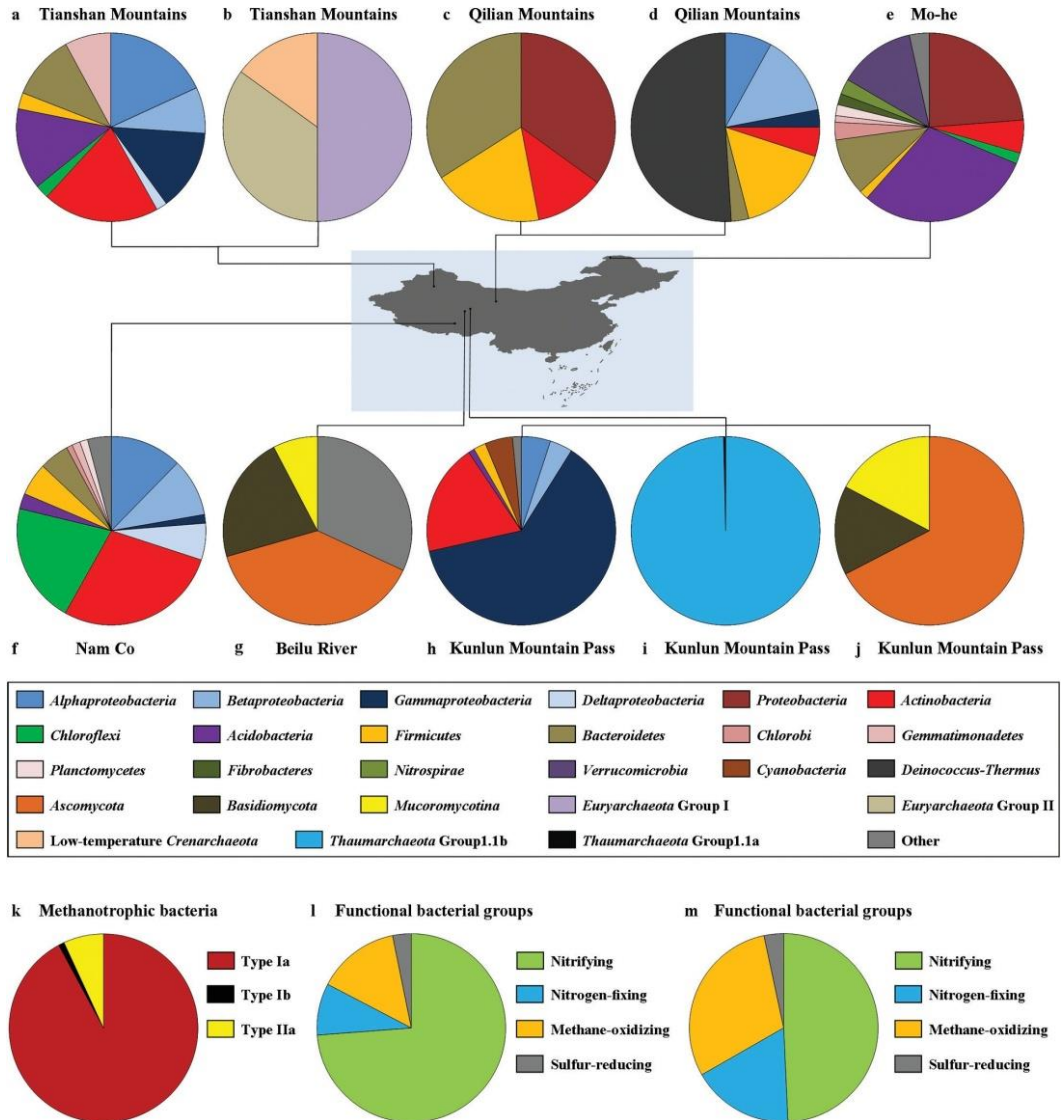 a Tianshan Mountains b Tianshan Mountains c Qilian Mountains d Qilian Mountains e Mo-he
f Nam Co g Beilu River h Kunlun Mountain Pass i Kunlun Mountain Pass j Kunlun Mountain Pass
Alphaproteobacteria Betaproteobacteria Gammaproteobacteria Deltaproteobacteria Proteobacteria Actinobacteria
Chloroflexi Acidobacteria Firmicutes Bacteroidetes Chlorobi Gemmatimonadetes
Planctomycetes Fibrobacteres Nitrospirae Verrucomicrobia Cyanobacteria Deinococcus-Thermus
Ascomycota Basidiomycota Mucoromycotina Euryarchaeota Group I Euryarchaeota Group II
Low-temperature Crenarchaeota Thaumarchaeota Group1.1b Thaumarchaeota Group1.1a Other
k Methanotrophic bacteria l Functional bacterial groups m Functional bacterial groups
Type Ia
Type Ib
Type IIa
Nitrifying
Nitrogen-fixing
Methane-oxidizing
Sulfur-reducing
Nitrifying
Nitrogen-fixing
Methane-oxidizing
Sulfur-reducing